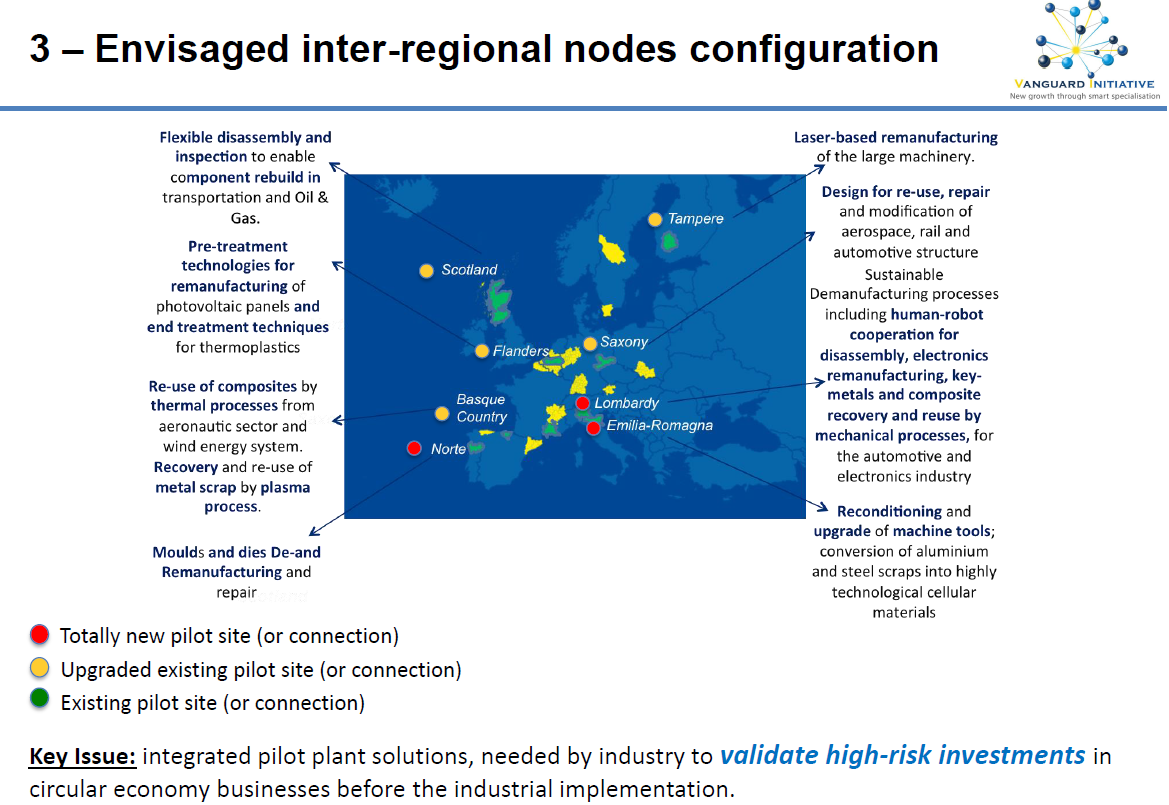 3 – Envisaged inter-regional nodes configuration
VANGUARD INITIATIVE
New growth through smart specialisation
Flexible disassembly and
inspection to enable
component rebuild in
transportation and Oil &
Gas.
Pre-treatment
technologies for
remanufacturing of
photovoltaic panels and
end treatment techniques
for thermoplastics
Re-use of composites by
thermal processes from
aeronautic sector and
wind energy system.
Recovery and re-use of
metal scrap by plasma
process.
Moulds and dies De-and
Remanufacturing and
repair
Tampere
Scotland
Saxony
Flanders
Basque
Country
Lombardy
Emilia-Romagna
Norte
Laser-based remanufacturing
of the large machinery.
Design for re-use, repair
and modification of
aerospace, rail and
automotive structure
Sustainable
Demanufacturing processes
including human-robot
cooperation for
disassembly, electronics
remanufacturing, key-
metals and composite
recovery and reuse by
mechanical processes, for
the automotive and
electronics industry
Reconditioning and
upgrade of machine tools;
conversion of aluminium
and steel scraps into highly
technological cellular
materials
Totally new pilot site (or connection)
Upgraded existing pilot site (or connection)
Existing pilot site (or connection)
Key Issue: integrated pilot plant solutions, needed by industry to validate high-risk investments in
circular economy businesses before the industrial implementation.